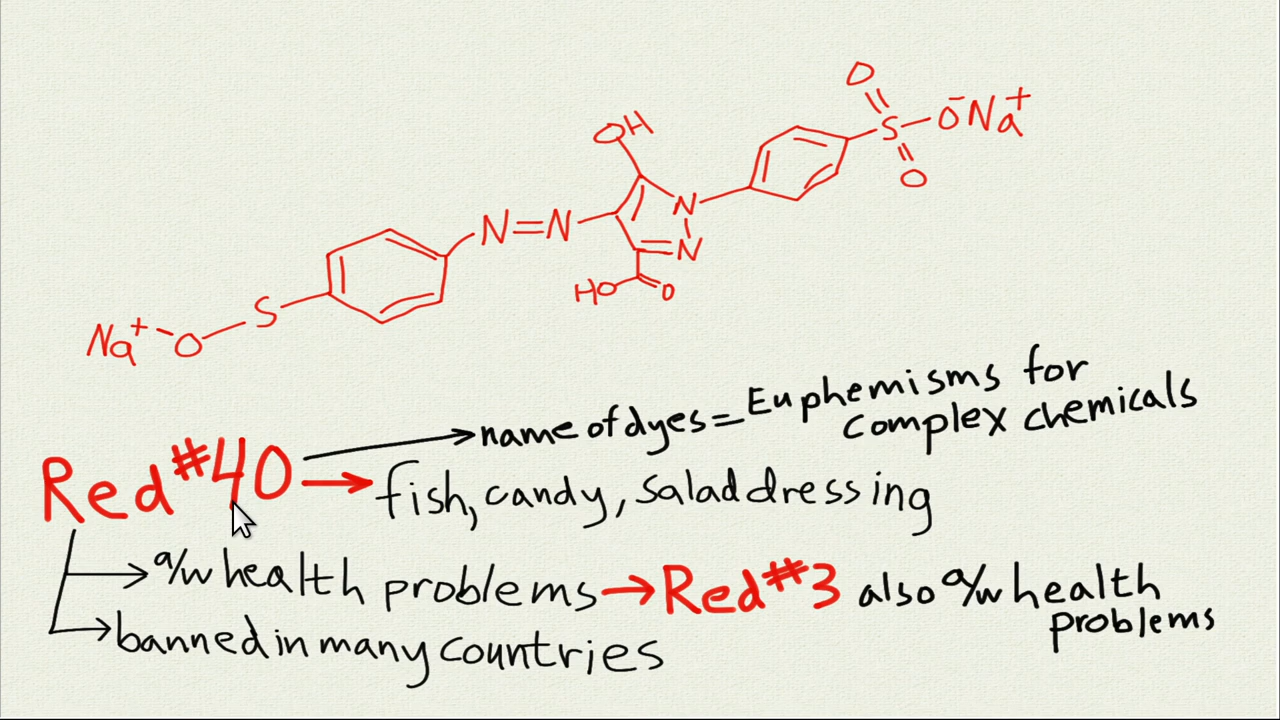 O
OH
S
O⁻Na⁺
O
N=N
N
N
HO
O
S
Na⁺ ⁻O
name of dyes = Euphemisms for
complex chemicals
Red #40
fish, candy, salad dressing
a/w health problems → Red #3 also a/w health
problems
banned in many countries